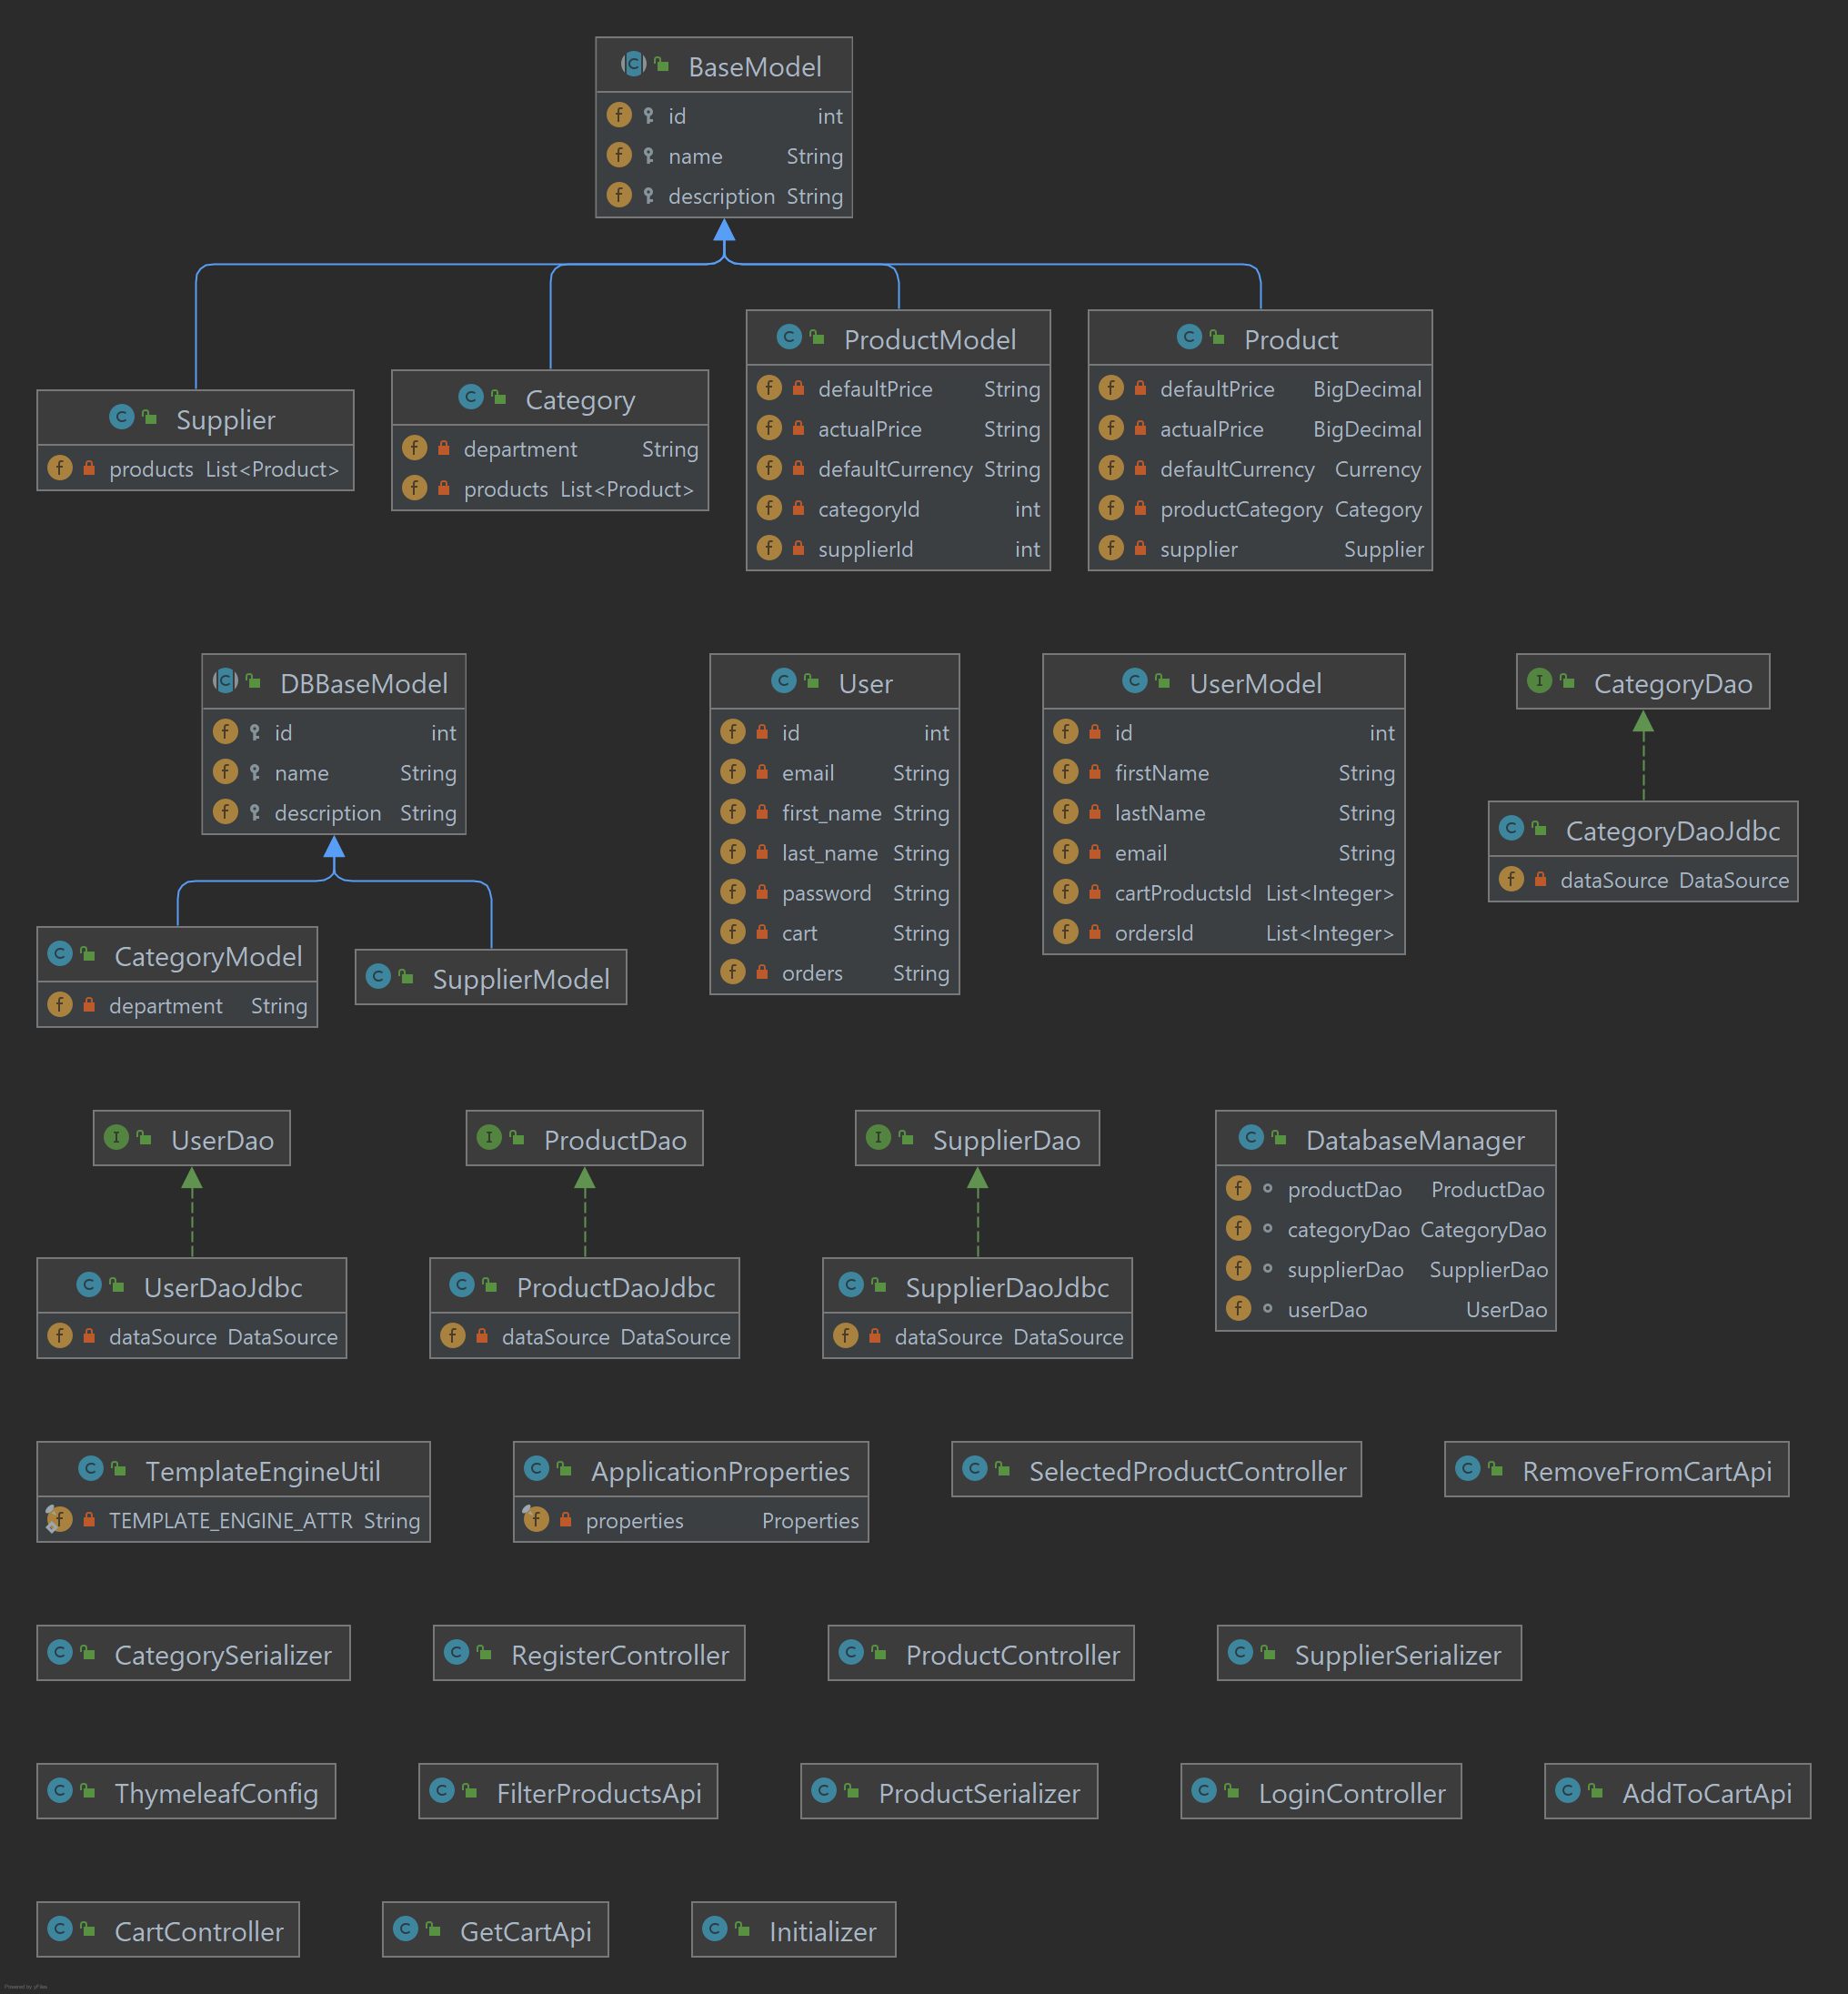 BaseModel
id int
name String
description String
Supplier
products List<Product>
Category
department String
products List<Product>
ProductModel
defaultPrice String
actualPrice String
defaultCurrency String
categoryId int
supplierId int
Product
defaultPrice BigDecimal
actualPrice BigDecimal
defaultCurrency Currency
productCategory Category
supplier Supplier
DBBaseModel
id int
name String
description String
CategoryModel
department String
SupplierModel
User
id int
email String
first_name String
last_name String
password String
cart String
orders String
UserModel
id int
firstName String
lastName String
email String
cartProductsId List<Integer>
ordersId List<Integer>
CategoryDao
CategoryDaoJdbc
dataSource DataSource
UserDao
UserDaoJdbc
dataSource DataSource
ProductDao
ProductDaoJdbc
dataSource DataSource
SupplierDao
SupplierDaoJdbc
dataSource DataSource
DatabaseManager
productDao ProductDao
categoryDao CategoryDao
supplierDao SupplierDao
userDao UserDao
TemplateEngineUtil
TEMPLATE_ENGINE_ATTR String
ApplicationProperties
properties Properties
SelectedProductController
RemoveFromCartApi
CategorySerializer
RegisterController
ProductController
SupplierSerializer
ThymeleafConfig
FilterProductsApi
ProductSerializer
LoginController
AddToCartApi
CartController
GetCartApi
Initializer
Powered by yFiles